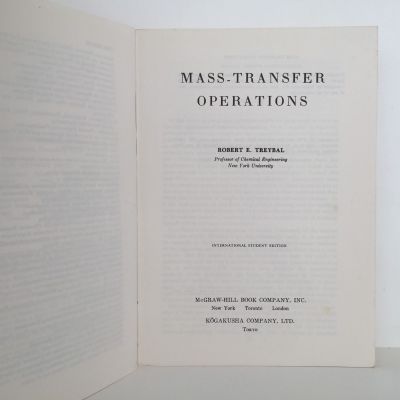 MASS-TRANSFER
OPERATIONS
ROBERT E. TREYBAL
Professor of Chemical Engineering
New York University
INTERNATIONAL STUDENT EDITION
McGRAW-HILL BOOK COMPANY, INC.
New York Toronto London
KŌGAKUSHA COMPANY, LTD.
Tokyo